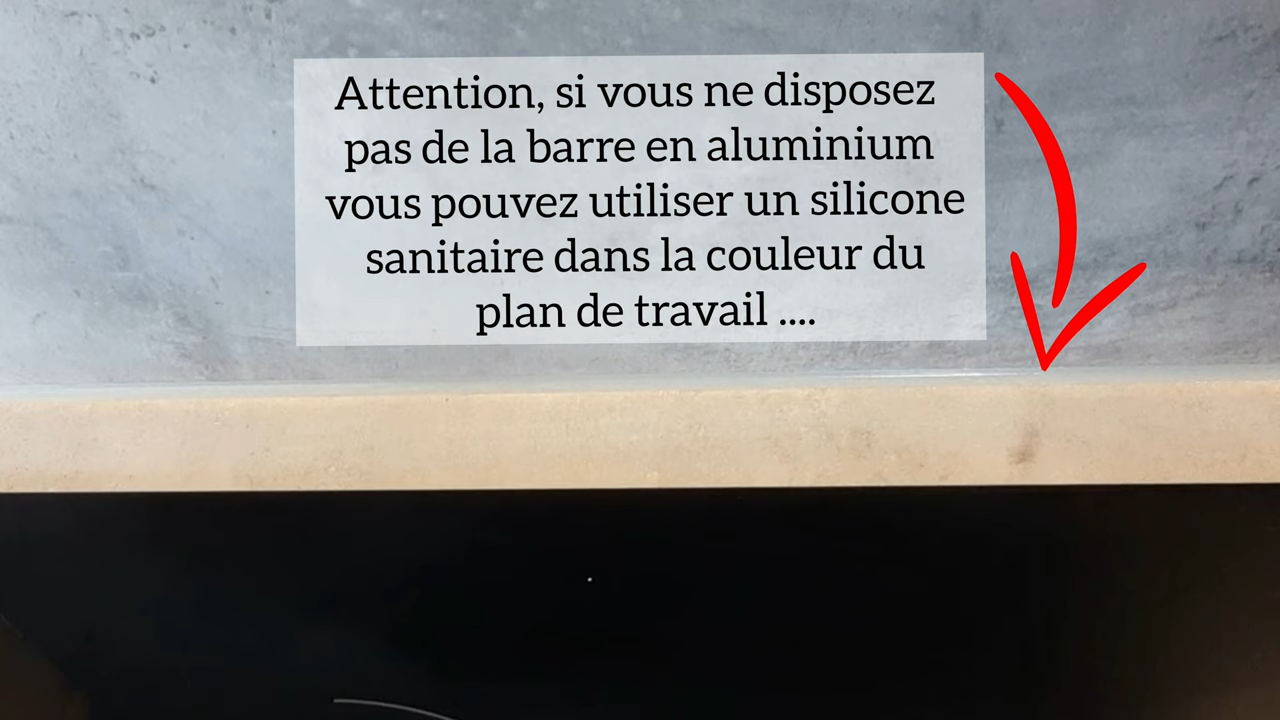 Attention, si vous ne disposez
pas de la barre en aluminium
vous pouvez utiliser un silicone
sanitaire dans la couleur du
plan de travail ....